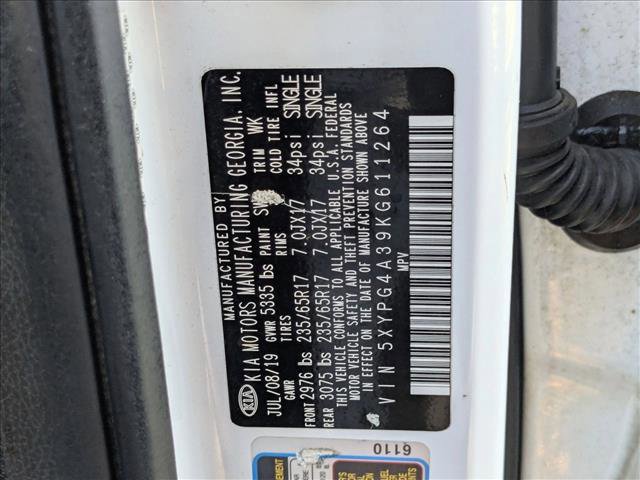 MANUFACTURED BY
KIA KIA MOTORS MANUFACTURING GEORGIA, INC.
JUL/08/19 GVWR 5335 lbs PAINT TRIM WK
GAWR TIRES RIMS COLD TIRE INFL
FRONT 2976 lbs 235/65R17 7.0JX17 34psi SINGLE
REAR 3075 lbs 235/65R17 7.0JX17 34psi SINGLE
THIS VEHICLE CONFORMS TO ALL APPLICABLE U.S.A. FEDERAL
MOTOR VEHICLE SAFETY AND THEFT PREVENTION STANDARDS
IN EFFECT ON THE DATE OF MANUFACTURE SHOWN ABOVE
VIN 5XYPG4A39KG611264
MPV
6110